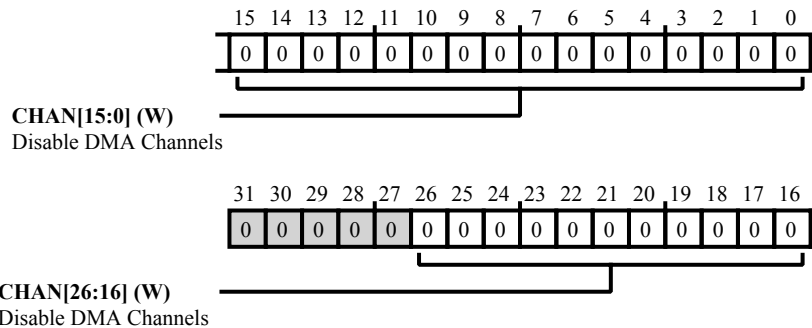 15 14 13 12 11 10 9 8 7 6 5 4 3 2 1 0
0 0 0 0 0 0 0 0 0 0 0 0 0 0 0 0
CHAN[15:0] (W)
Disable DMA Channels
31 30 29 28 27 26 25 24 23 22 21 20 19 18 17 16
0 0 0 0 0 0 0 0 0 0 0 0 0 0 0 0
CHAN[26:16] (W)
Disable DMA Channels